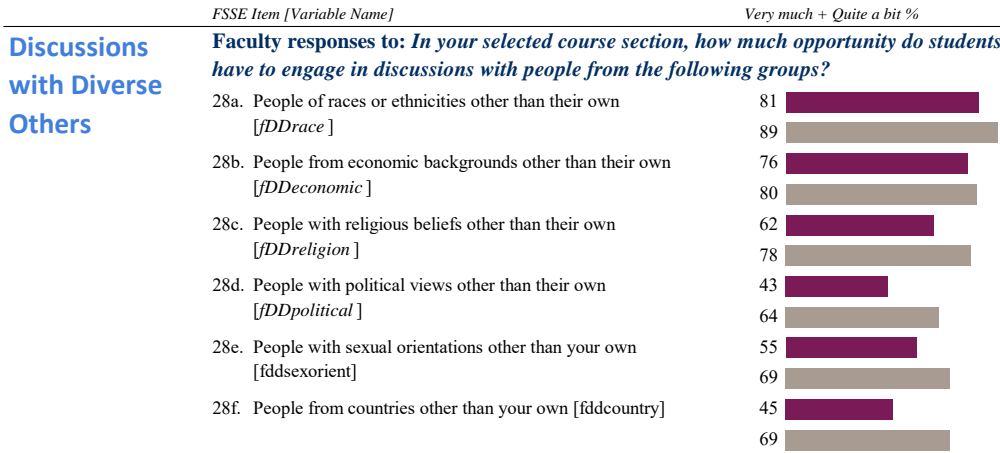 FSSE Item [Variable Name] Very much + Quite a bit %
Discussions
with Diverse
Others
Faculty responses to: In your selected course section, how much opportunity do students
have to engage in discussions with people from the following groups?
28a. People of races or ethnicities other than their own 81
[fDDrace ] 89
28b. People from economic backgrounds other than their own 76
[fDDeconomic ] 80
28c. People with religious beliefs other than their own 62
[fDDreligion ] 78
28d. People with political views other than their own 43
[fDDpolitical ] 64
28e. People with sexual orientations other than your own 55
[fddsexorient] 69
28f. People from countries other than your own [fddcountry] 45
69